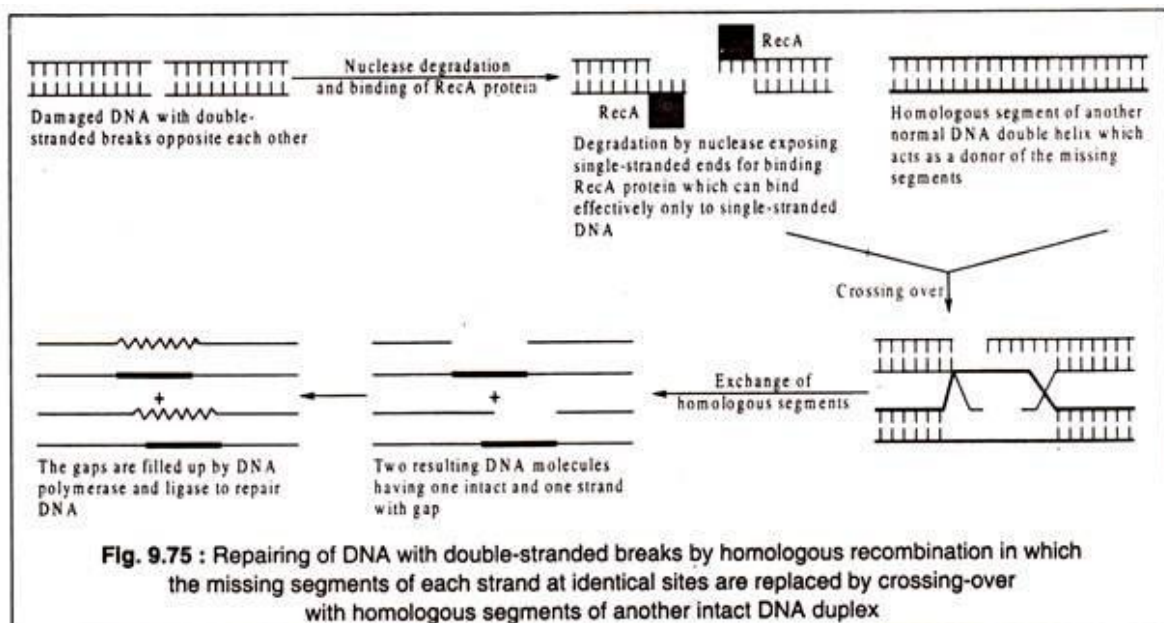 RecA
Nuclease degradation
and binding of RecA protein
RecA
Damaged DNA with double-
stranded breaks opposite each other
Degradation by nuclease exposing
single-stranded ends for binding
RecA protein which can bind
effectively only to single-stranded
DNA
Homologous segment of another
normal DNA double helix which
acts as a donor of the missing
segments
Crossing over
Exchange of
homologous segments
+
+
The gaps are filled up by DNA
polymerase and ligase to repair
DNA
Two resulting DNA molecules
having one intact and one strand
with gap
Fig. 9.75 : Repairing of DNA with double-stranded breaks by homologous recombination in which
the missing segments of each strand at identical sites are replaced by crossing-over
with homologous segments of another intact DNA duplex